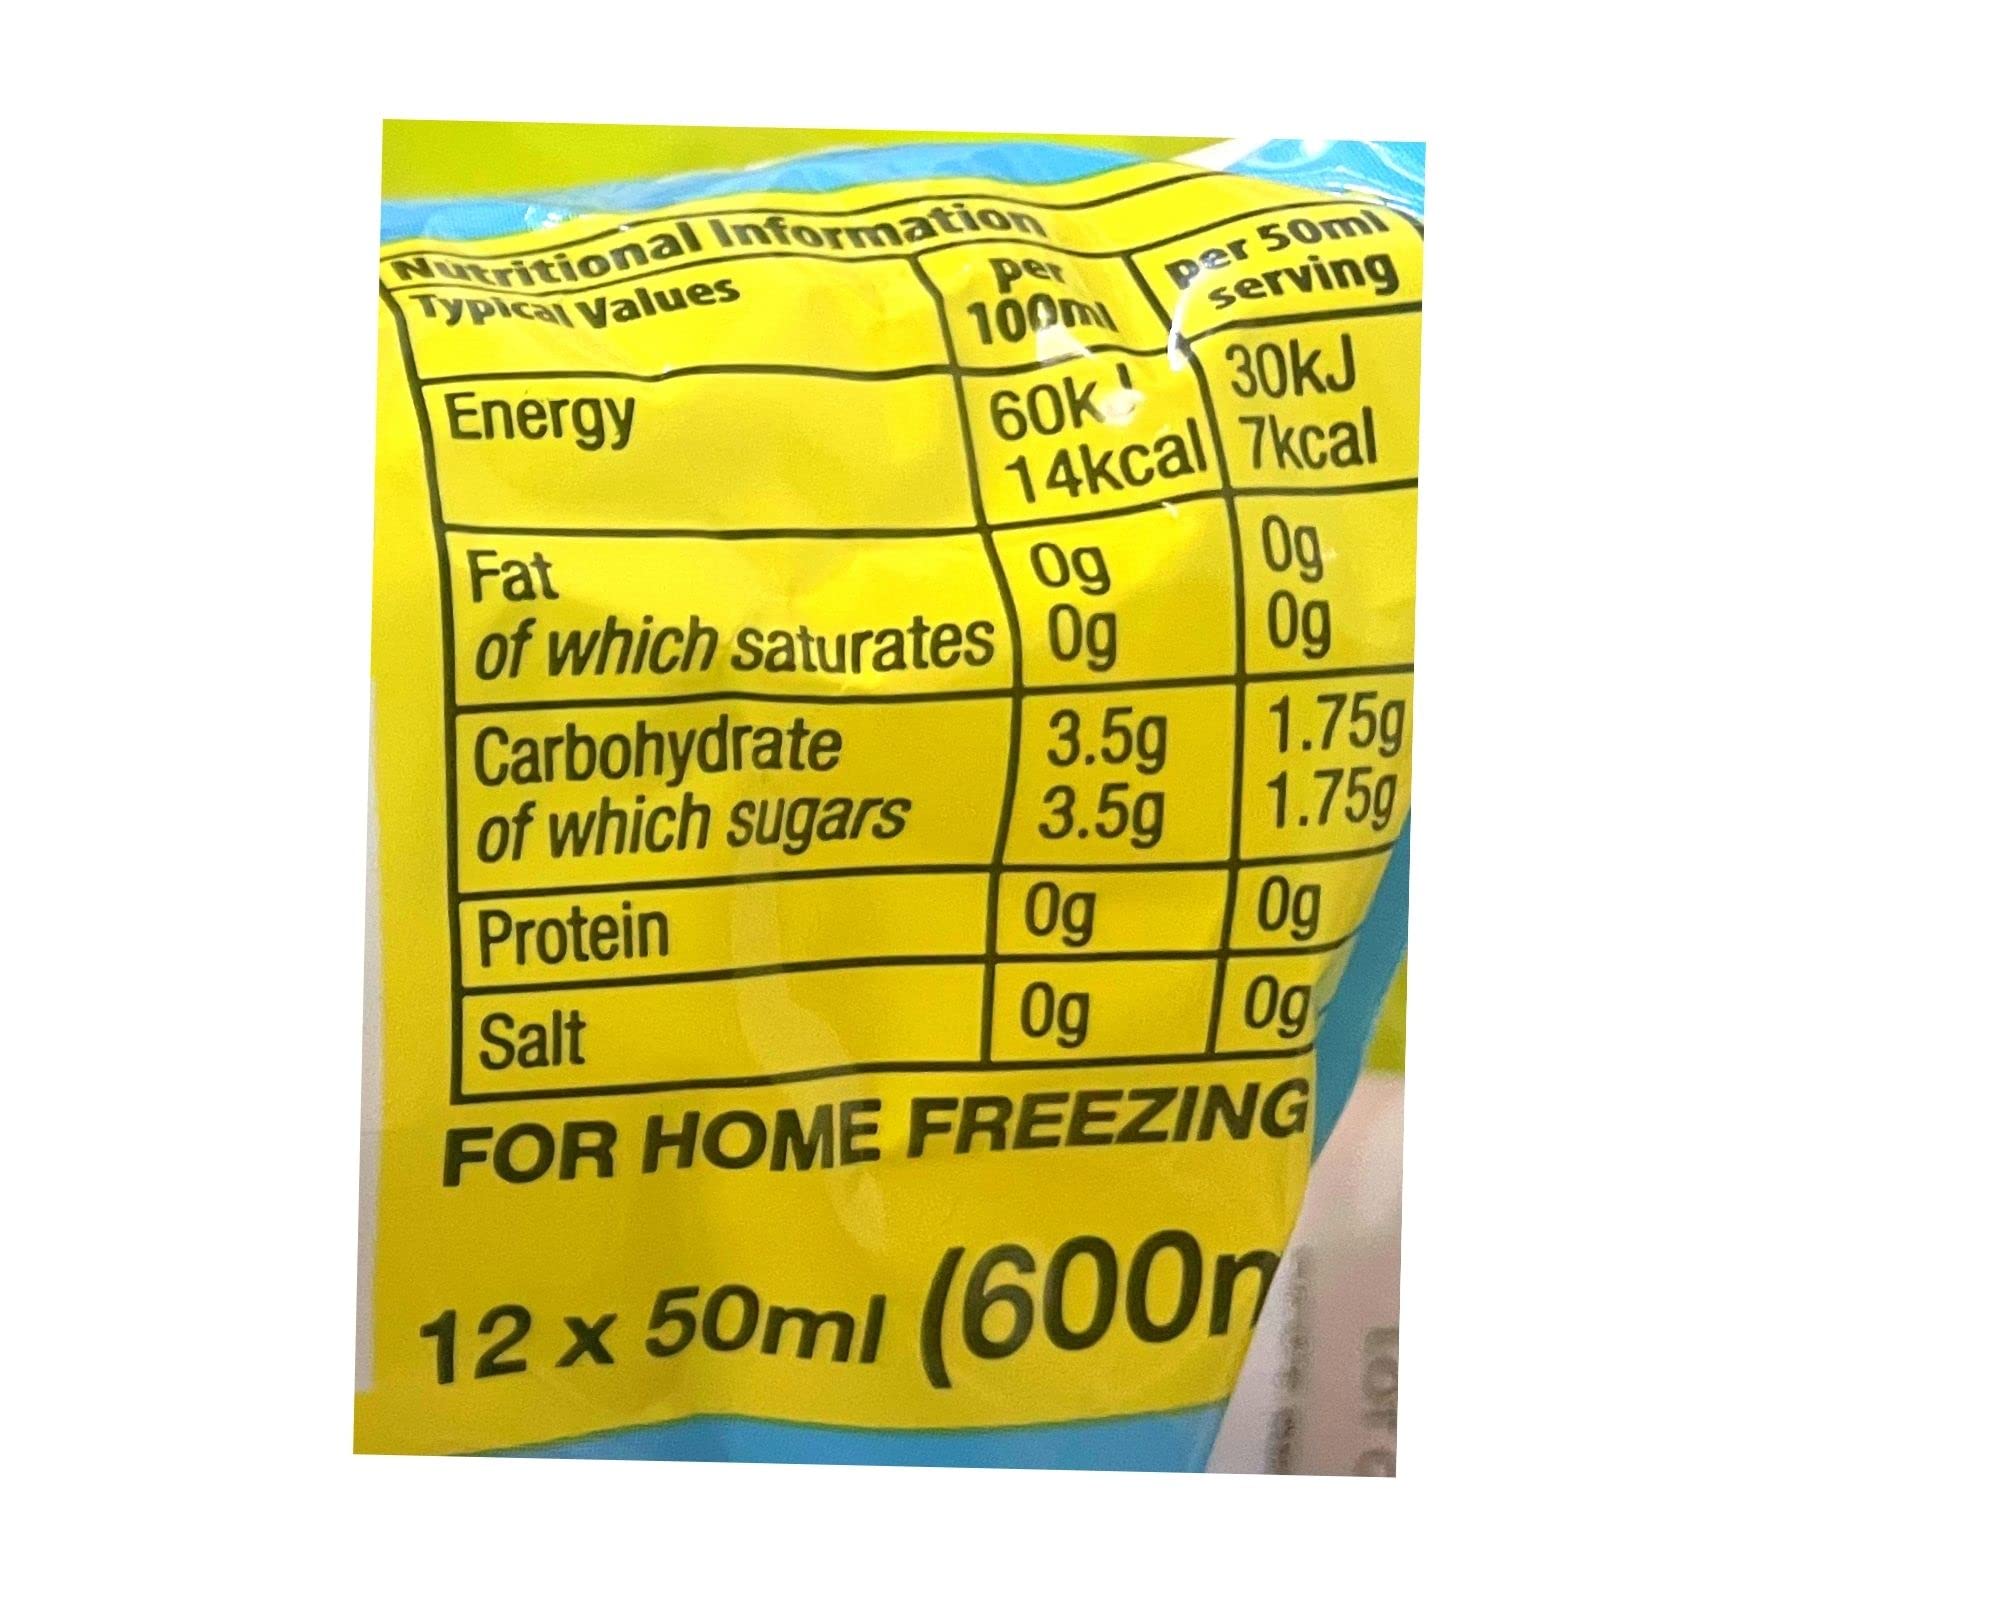 Nutritional Information
Typical Values per 100ml per 50ml serving
Energy 60kJ 30kJ
14kcal 7kcal
Fat 0g 0g
of which saturates 0g 0g
Carbohydrate 3.5g 1.75g
of which sugars 3.5g 1.75g
Protein 0g 0g
Salt 0g 0g
FOR HOME FREEZING
12 x 50ml (600m